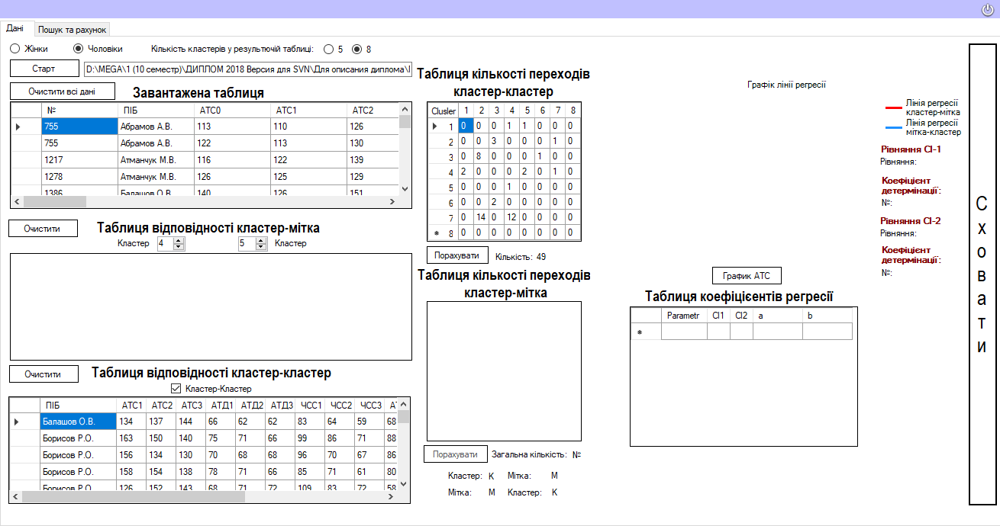 Дані
Пошук та рахунок
Жінки Чоловіки Кількість кластерів у результючій таблиці: 5 8
Старт D:\MEGA\1 (10 семестр)\ДИПЛОМ 2018 Версия для SVN\Для описания диплома\
Очистити всі дані Завантажена таблиця
№ ПІБ АТС0 АТС1 АТС2
755 Абрамов А.В. 113 110 126
755 Абрамов А.В. 122 113 130
1217 Атманчук М.В. 116 122 139
1278 Атманчук М.В. 126 125 129
1386 Балашов О.В. 140 126 151
Очистити Таблиця відповідності кластер-мітка
Кластер 4 5 Кластер
Очистити Таблиця відповідності кластер-кластер
Кластер-Кластер
ПІБ АТС1 АТС2 АТС3 АТД1 АТД2 АТД3 ЧСС1 ЧСС2 ЧСС3
Балашов О.В. 134 137 144 66 62 62 83 64 59 68
Борисов Р.О. 163 150 140 75 71 66 99 86 71 88
Борисов Р.О. 156 134 130 70 68 68 96 70 67 86
Борисов Р.О. 158 154 138 78 71 66 85 71 61 80
Борисов Р.О. 126 152 143 68 71 72 109 83 72 58
Таблиця кількості переходів
кластер-кластер
Clusler 1 2 3 4 5 6 7 8
1 0 0 0 1 1 0 0 0
2 0 0 3 0 0 0 1 0
3 0 8 0 0 0 1 0 0
4 2 0 0 0 2 0 1 0
5 0 0 0 1 0 0 0 0
6 0 0 2 0 0 0 0 0
7 0 14 0 12 0 0 0 0
8 0 0 0 0 0 0 0 0
Порахувати Кількість: 49
Таблиця кількості переходів
кластер-мітка
Порахувати Загальна кількість: №
Кластер: К Мітка: М
Мітка: М Кластер: К
Графік лінії регресії
Лінія регресії
кластер-мітка
Лінія регресії
мітка-кластер
Рівняння Cl-1
Рівняння:
Коефіцієнт
детермінації:
№:
Рівняння Cl-2
Рівняння:
Коефіцієнт
детермінації:
№:
График АТС
Таблиця коефіцієнтів регресії
Parametr Cl1 Cl2 a b
С
х
о
в
а
т
и